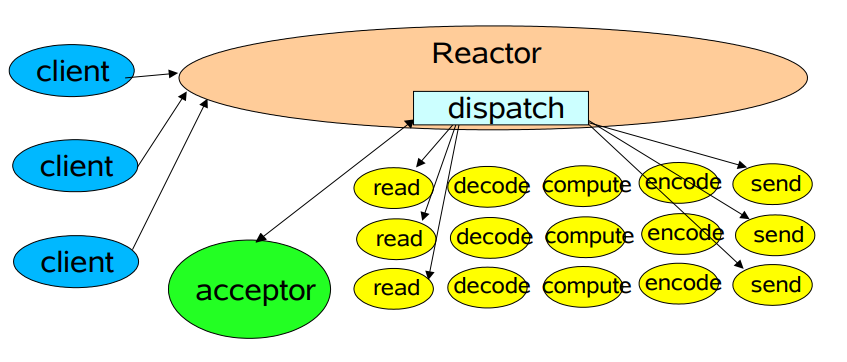 Reactor
client
dispatch
client
client
acceptor
read decode compute encode send
read decode compute encode send
read decode compute encode send